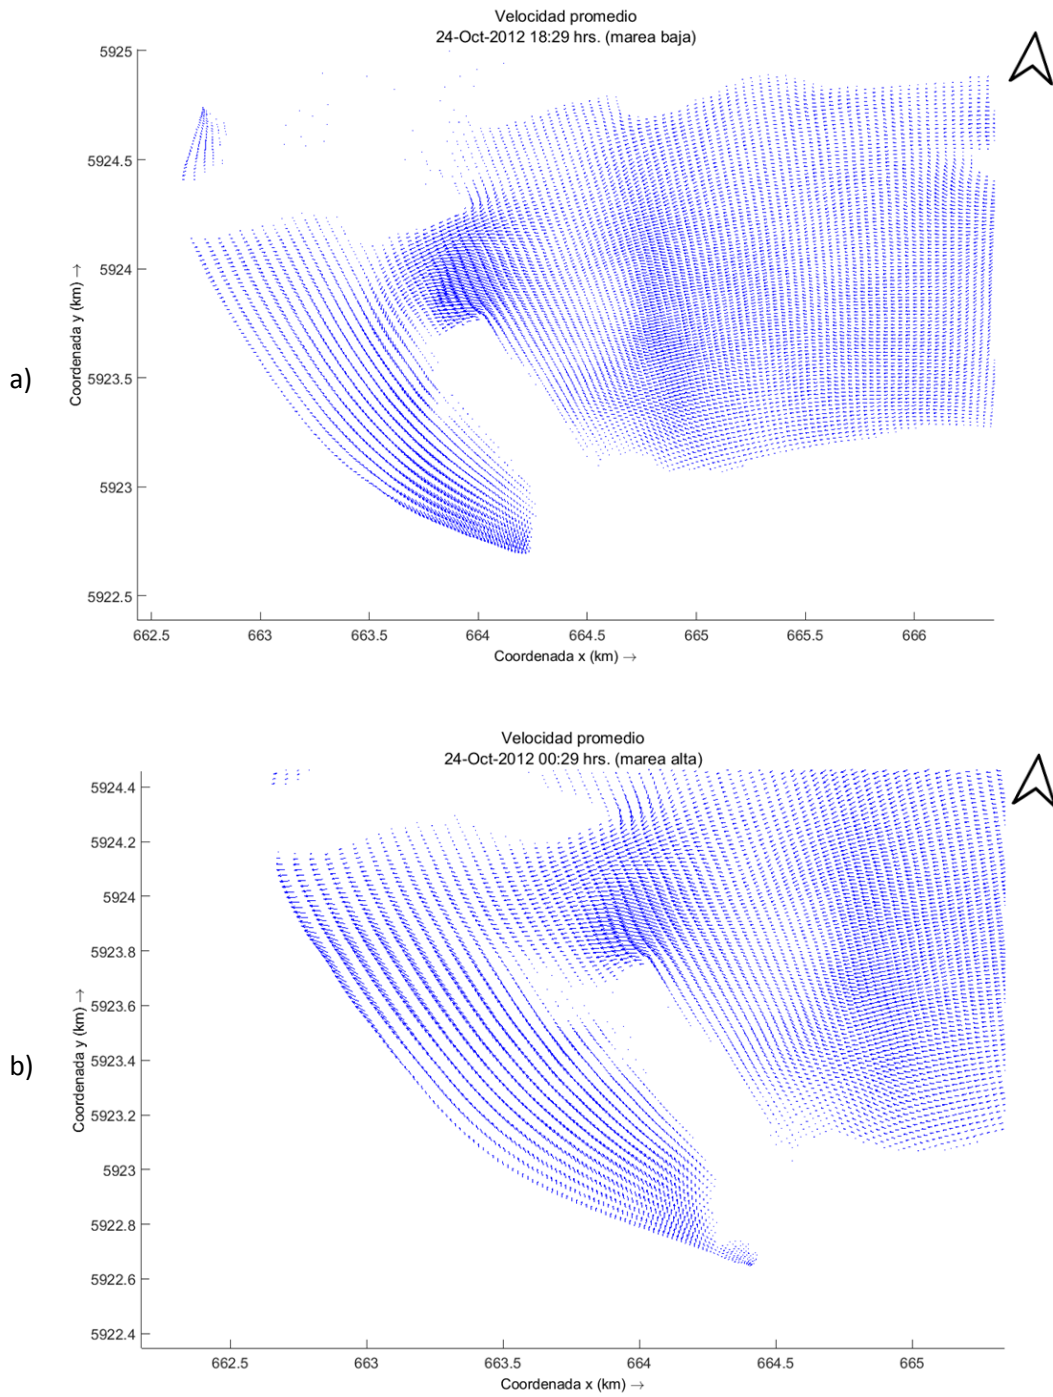 Velocidad promedio
24-Oct-2012 18:29 hrs. (marea baja)
a)
Coordenada y (km) →
5925
5924.5
5924
5923.5
5923
5922.5
662.5 663 663.5 664 664.5 665 665.5 666
Coordenada x (km) →
Velocidad promedio
24-Oct-2012 00:29 hrs. (marea alta)
b)
Coordenada y (km) →
5924.4
5924.2
5924
5923.8
5923.6
5923.4
5923.2
5923
5922.8
5922.6
5922.4
662.5 663 663.5 664 664.5 665
Coordenada x (km) →